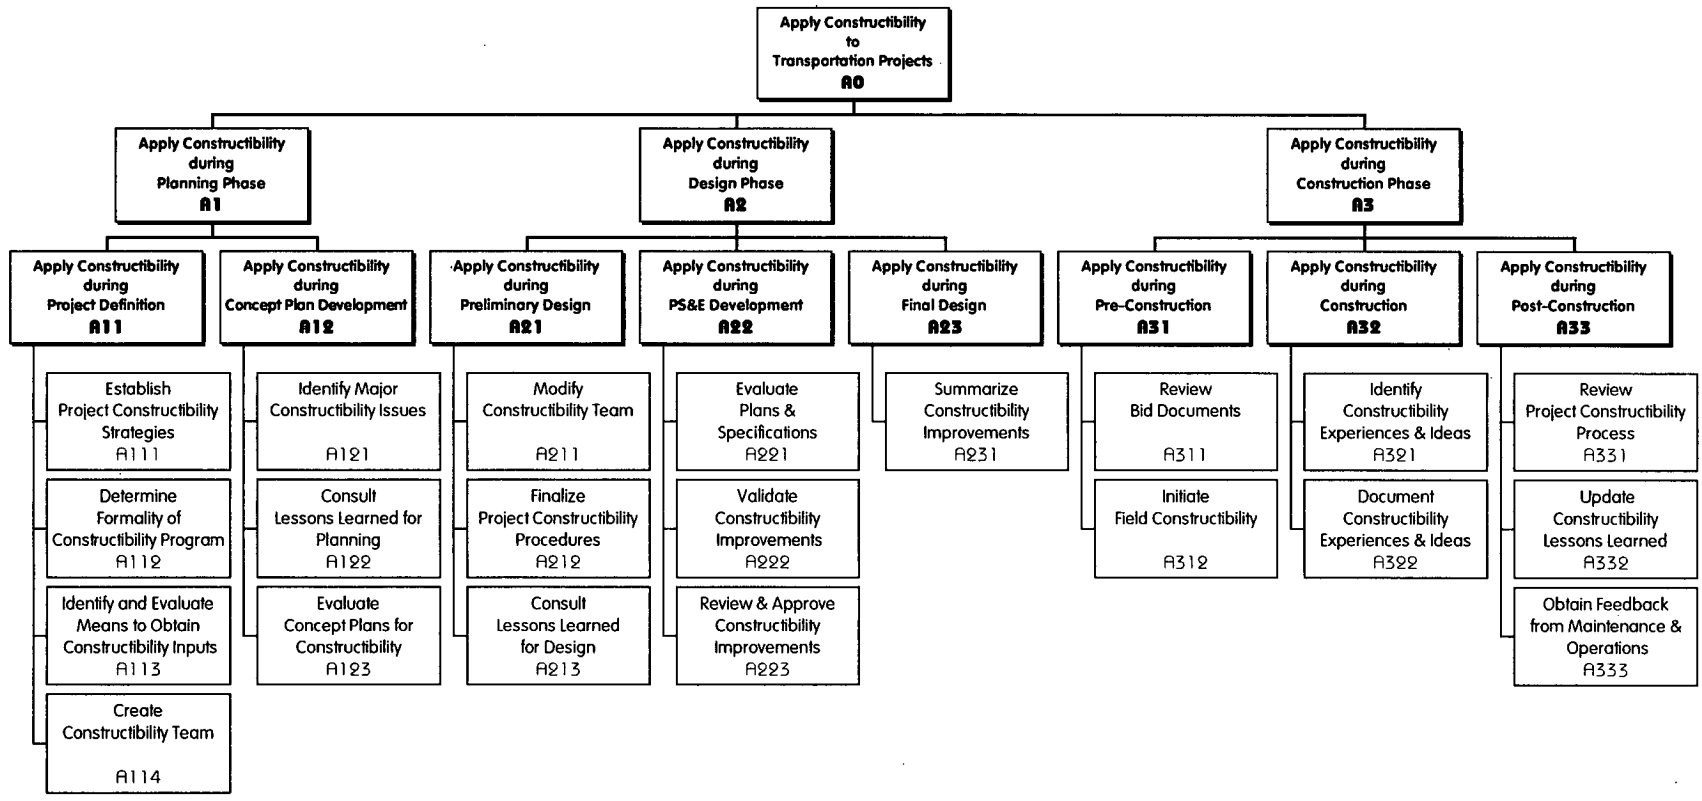 Apply Constructibility
to
Transportation Projects
A0
Apply Constructibility
during
Planning Phase
A1
Apply Constructibility
during
Design Phase
A2
Apply Constructibility
during
Construction Phase
A3
Apply Constructibility
during
Project Definition
A11
Apply Constructibility
during
Concept Plan Development
A12
Apply Constructibility
during
Preliminary Design
A21
Apply Constructibility
during
PS&E Development
A22
Apply Constructibility
during
Final Design
A23
Apply Constructibility
during
Pre-Construction
A31
Apply Constructibility
during
Construction
A32
Apply Constructibility
during
Post-Construction
A33
Establish
Project Constructibility
Strategies
A111
Determine
Formality of
Constructibility Program
A112
Identify and Evaluate
Means to Obtain
Constructibility Inputs
A113
Create
Constructibility Team
A114
Identify Major
Constructibility Issues
A121
Consult
Lessons Learned for
Planning
A122
Evaluate
Concept Plans for
Constructibility
A123
Modify
Constructibility Team
A211
Finalize
Project Constructibility
Procedures
A212
Consult
Lessons Learned
for Design
A213
Evaluate
Plans &
Specifications
A221
Validate
Constructibility
Improvements
A222
Review & Approve
Constructibility
Improvements
A223
Summarize
Constructibility
Improvements
A231
Review
Bid Documents
A311
Initiate
Field Constructibility
A312
Identify
Constructibility
Experiences & Ideas
A321
Document
Constructibility
Experiences & Ideas
A322
Review
Project Constructibility
Process
A331
Update
Constructibility
Lessons Learned
A332
Obtain Feedback
from Maintenance &
Operations
A333